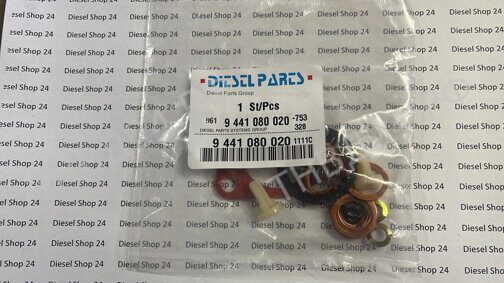 Diesel Shop 24
DIESEL PARTS
Diesel Parts Group
1 St/Pcs
961 9 441 080 020 -753
328
DIESEL PARTS SYSTEMS GROUP
9 441 080 020 1111C